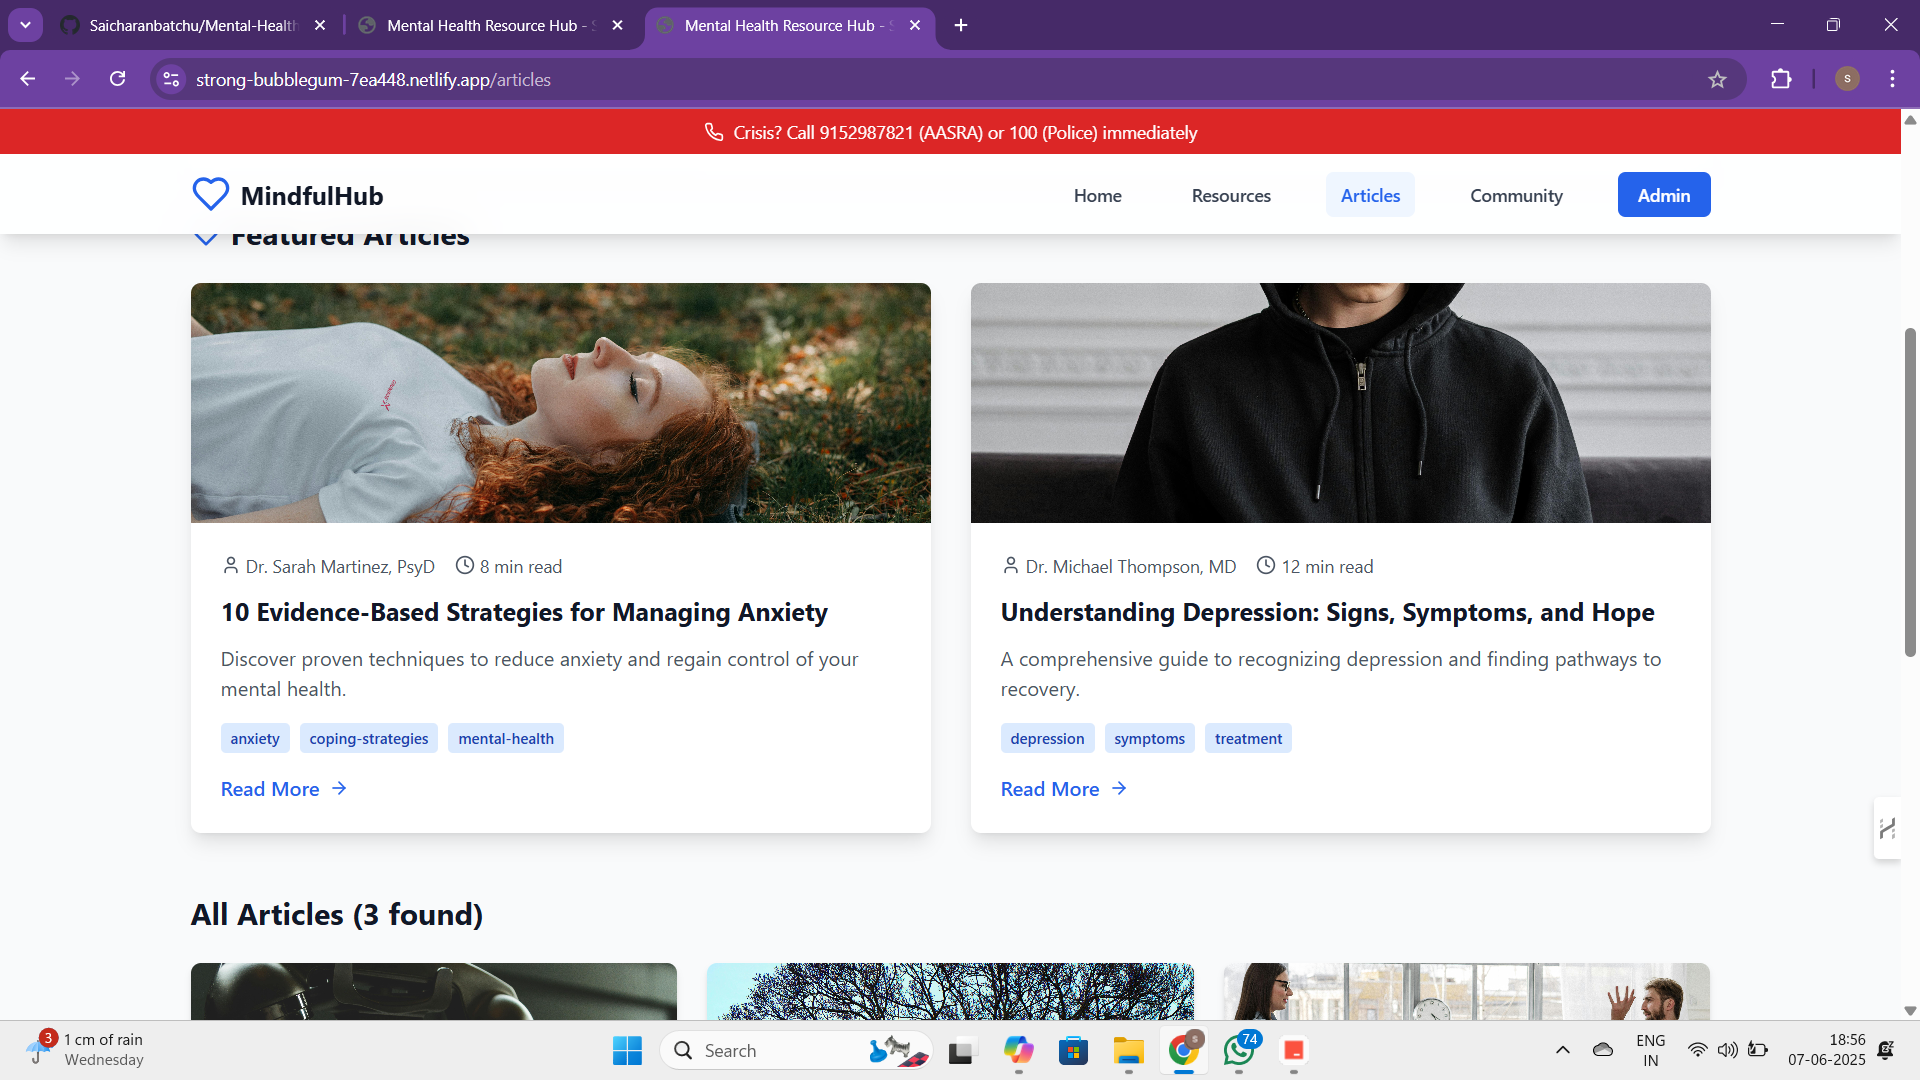 Saicharanbatchu/Mental-Health
Mental Health Resource Hub -
Mental Health Resource Hub -
strong-bubblegum-7ea448.netlify.app/articles
S
Crisis? Call 9152987821 (AASRA) or 100 (Police) immediately
MindfulHub
Home
Resources
Articles
Community
Admin
Featured Articles
Dr. Sarah Martinez, PsyD 8 min read
10 Evidence-Based Strategies for Managing Anxiety
Discover proven techniques to reduce anxiety and regain control of your
mental health.
anxiety coping-strategies mental-health
Read More
Dr. Michael Thompson, MD 12 min read
Understanding Depression: Signs, Symptoms, and Hope
A comprehensive guide to recognizing depression and finding pathways to
recovery.
depression symptoms treatment
Read More
All Articles (3 found)
3
1 cm of rain
Wednesday
Search
S
74
ENG
IN
18:56
07-06-2025